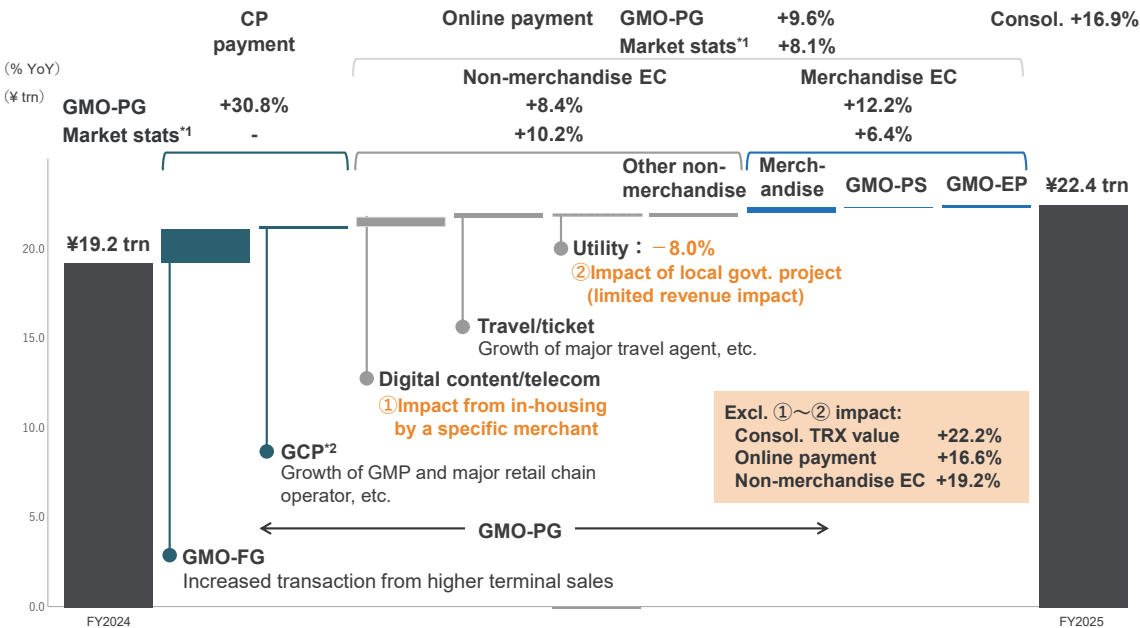 CP
payment
Online payment
GMO-PG +9.6%
Market stats*1 +8.1%
Consol. +16.9%
(% YoY)
(¥ trn)
Non-merchandise EC
Merchandise EC
GMO-PG +30.8% +8.4% +12.2%
Market stats*1 - +10.2% +6.4%
Other non-
merchandise
Merch-
andise
GMO-PS
GMO-EP
¥22.4 trn
¥19.2 trn
20.0
15.0
10.0
5.0
0.0
Utility：－8.0%
②Impact of local govt. project
(limited revenue impact)
Travel/ticket
Growth of major travel agent, etc.
Digital content/telecom
①Impact from in-housing
by a specific merchant
Excl. ①～② impact:
Consol. TRX value +22.2%
Online payment +16.6%
Non-merchandise EC +19.2%
GCP*2
Growth of GMP and major retail chain
operator, etc.
GMO-PG
GMO-FG
Increased transaction from higher terminal sales
FY2024
FY2025